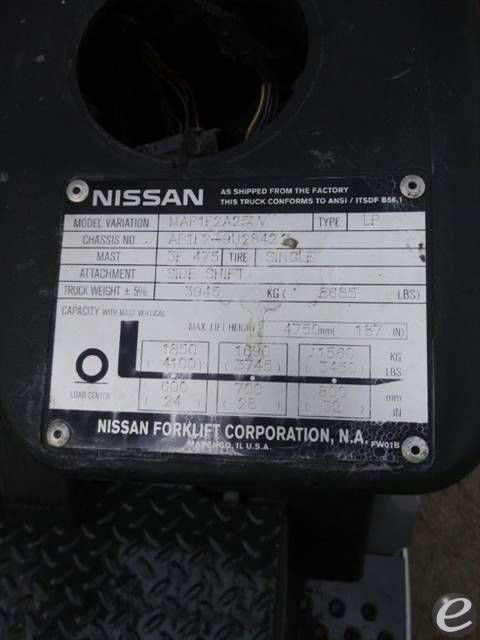 NISSAN
AS SHIPPED FROM THE FACTORY
THIS TRUCK CONFORMS TO ANSI / ITSDF B56.1
MODEL VARIATION MAP1F2A25LV TYPE LP
CHASSIS NO. AP1F2-9U2842
MAST 3F 475 TIRE SINGLE
ATTACHMENT SIDE SHIFT
TRUCK WEIGHT ± 5% 3945 KG ( 8685 LBS)
CAPACITY WITH MAST VERTICAL
MAX. LIFT HEIGHT 4750mm( 187 IN)
1850 1690 1560 KG
( 4100) ( 3745) ( 3450) LBS
600 700 800 mm
LOAD CENTER ( 24 ) ( 28 ) ( 32 ) IN
NISSAN FORKLIFT CORPORATION, N.A.
MARENGO, IL U.S.A. FW01B
e